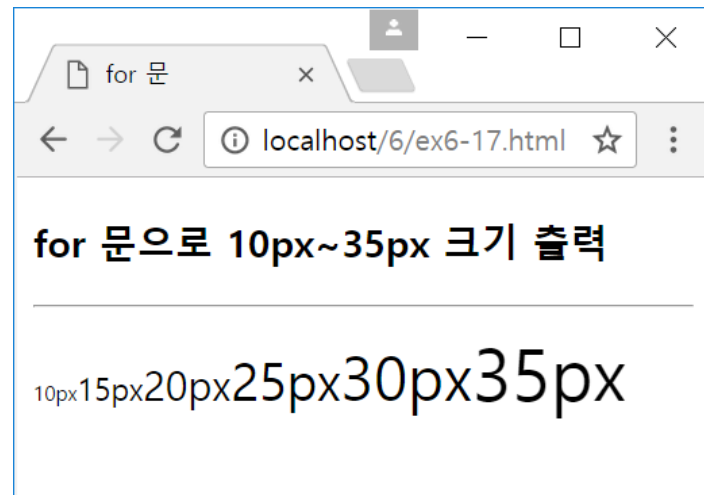 for 문
localhost/6/ex6-17.html
for 문으로 10px~35px 크기 출력
10px15px20px25px30px35px